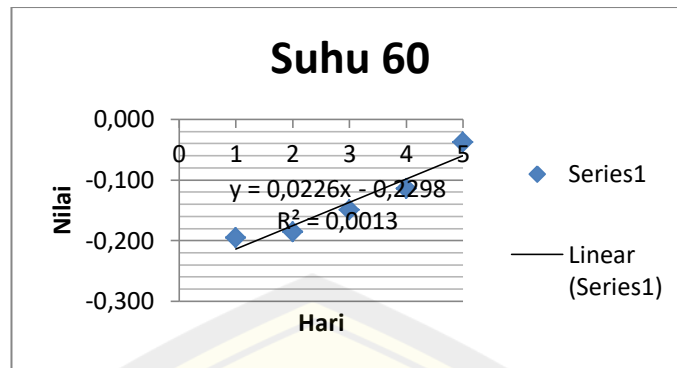 Suhu 60
0,000
0 1 2 3 4 5
-0,100
y = 0,0226x - 0,2298
R² = 0,0013
-0,200
-0,300
Nilai
Hari
Series1
Linear
(Series1)